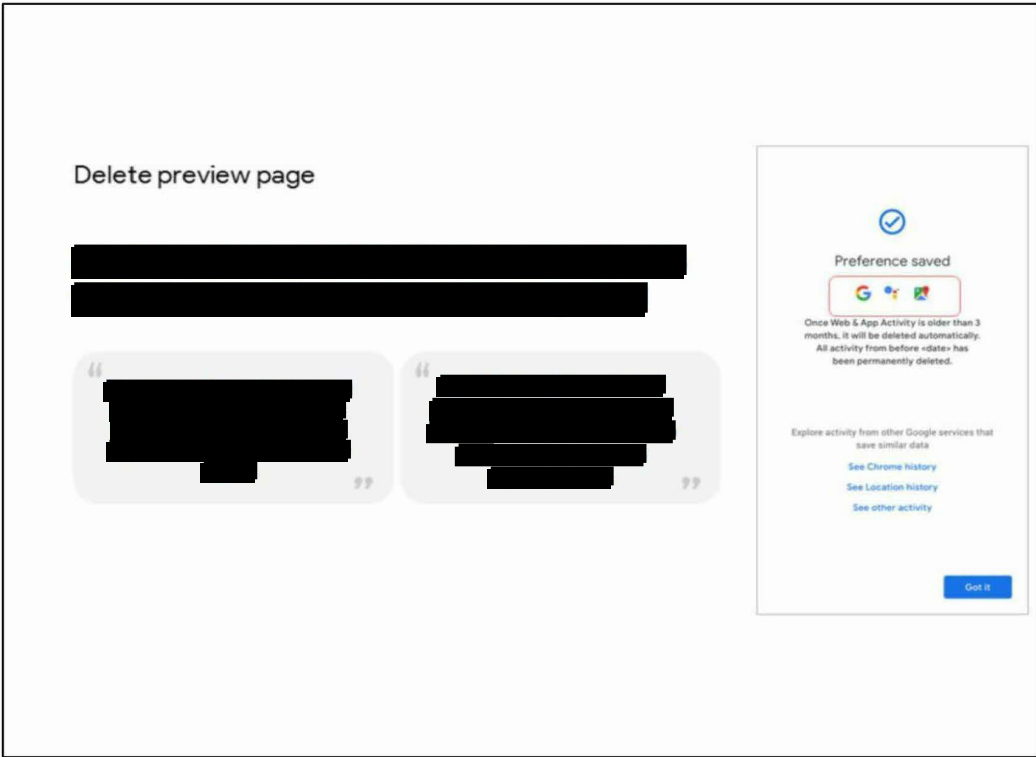 Delete preview page
“
”
“
”
Preference saved
Once Web & App Activity is older than 3
months, it will be deleted automatically.
All activity from before <date> has
been permanently deleted.
Explore activity from other Google services that
save similar data
See Chrome history
See Location history
See other activity
Got it